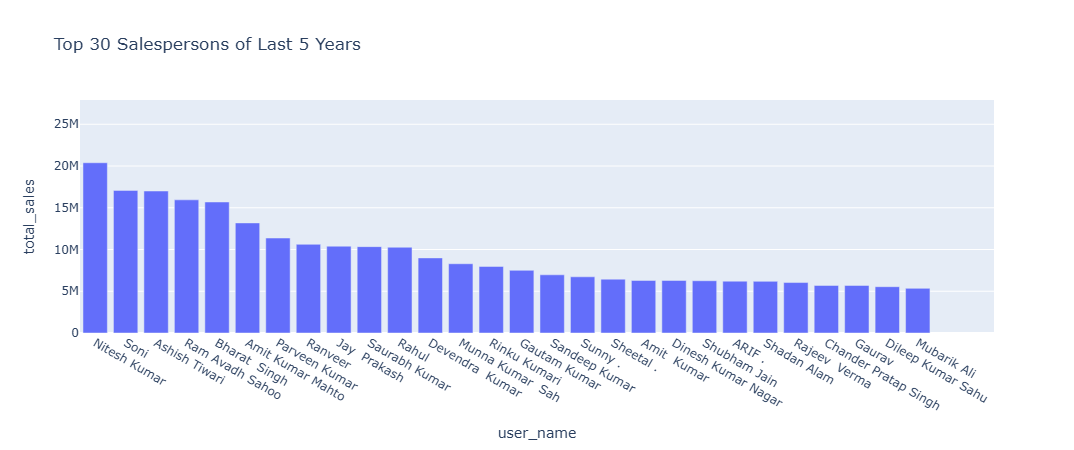 Top 30 Salespersons of Last 5 Years
25M
20M
15M
10M
5M
0
total_sales
Nitesh Kumar
Soni
Ashish Tiwari
Ram Avadh Sahoo
Bharat  Singh
Amit Kumar Mahto
Parveen Kumar
Ranveer
Jay  Prakash
Saurabh Kumar
Rahul
Devendra  Kumar
Munna Kumar  Sah
Rinku Kumari
Gautam Kumar
Sandeep Kumar
Sunny .
Sheetal .
Amit  Kumar
Dinesh Kumar Nagar
Shubham Jain
ARIF .
Shadan Alam
Rajeev  Verma
Chander Pratap Singh
Gaurav
Dileep Kumar Sahu
Mubarik Ali
user_name